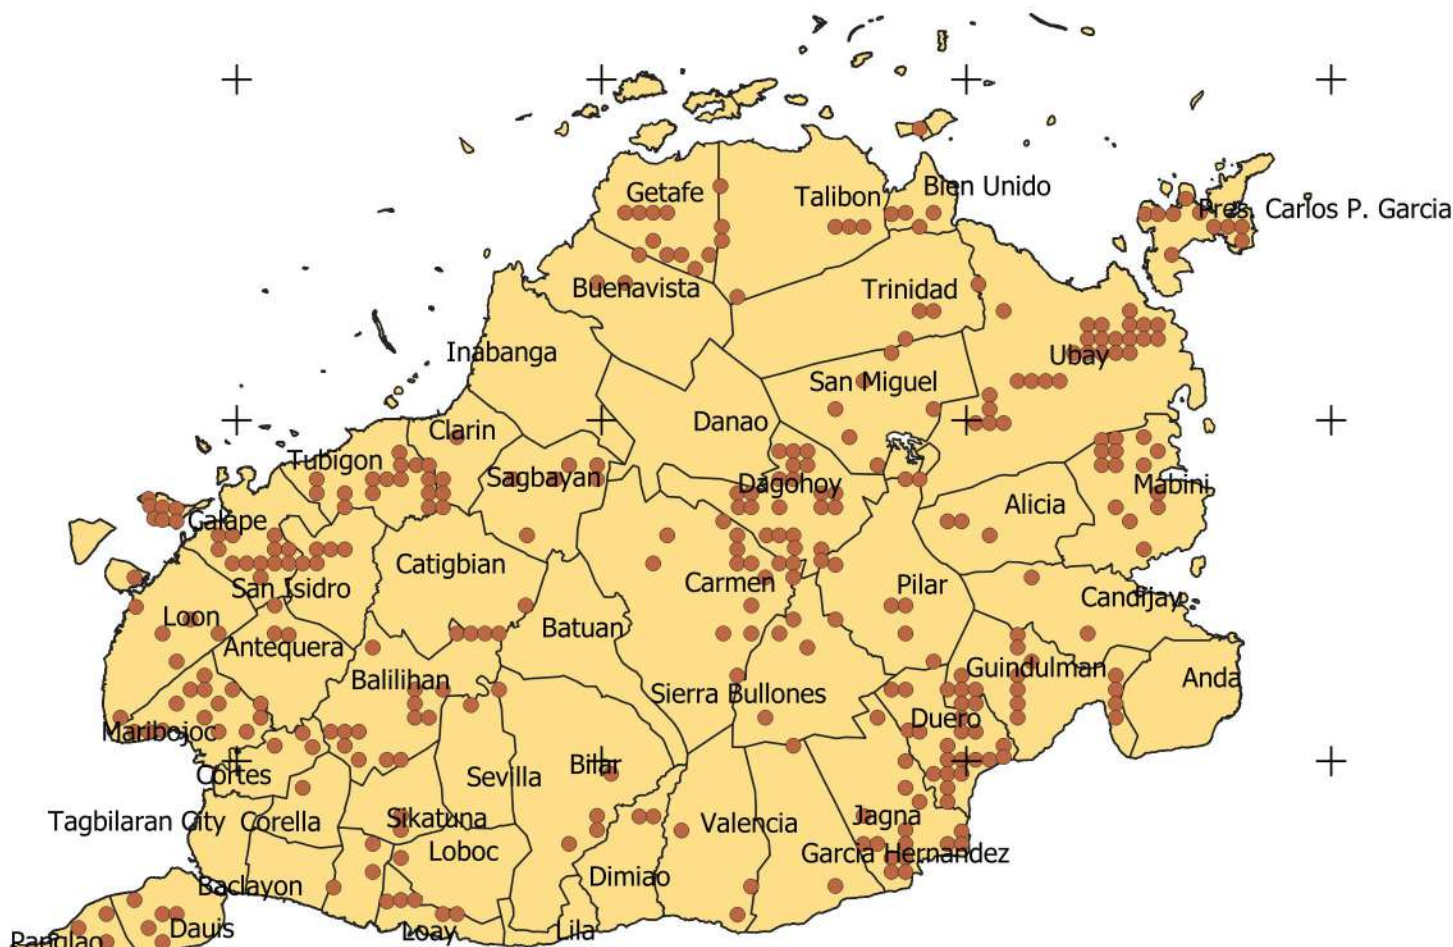 Getafe
Talibon
Bien Unido
Pres. Carlos P. Garcia
Buenavista
Trinidad
Inabanga
Ubay
San Miguel
Danao
Clarin
Tubigon
Sagbayan
Dagohoy
Alicia
Mabini
Calape
Catigbian
San Isidro
Carmen
Pilar
Candijay
Loon
Batuan
Antequera
Guindulman
Balilihan
Sierra Bullones
Anda
Maribojoc
Duero
Cortes
Sevilla
Bilar
Tagbilaran City
Corella
Sikatuna
Valencia
Jagna
Loboc
Garcia Hernandez
Baclayon
Dimiao
Dauis
Loay
Lila
Panglao